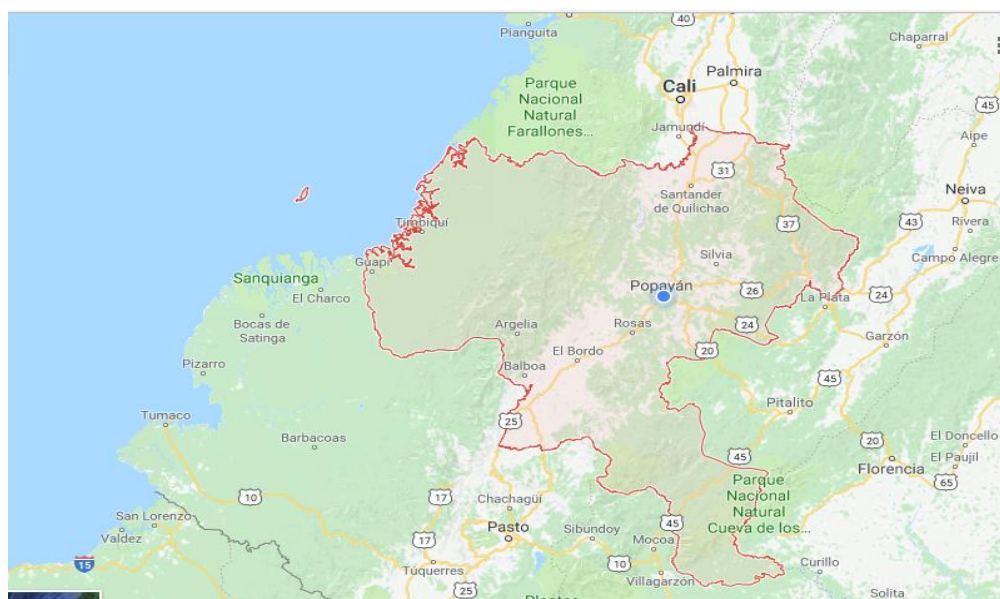 Pianguita
40
Chaparral
Parque
Nacional
Natural
Farallones...
Palmira
Cali
45
Jamundí
Aipe
31
Santander
de Quilichao
Neiva
Rivera
Timbiquí
37
43
Campo Alegre
Guapi
Silvia
Sanquianga
El Charco
Popayán
26
La Plata
24
Bocas de
Satinga
Argelia
Rosas
24
Garzón
El Bordo
20
Pizarro
Balboa
45
Pitalito
Tumaco
25
Barbacoas
45
20
El Doncello
El Paujil
Florencia
65
10
17
Parque
Nacional
Natural
Cueva de los...
Chachagüí
San Lorenzo
Valdez
Pasto
Sibundoy
45
Mocoa
17
15
Túquerres
10
Villagarzón
Curillo
25
Solita